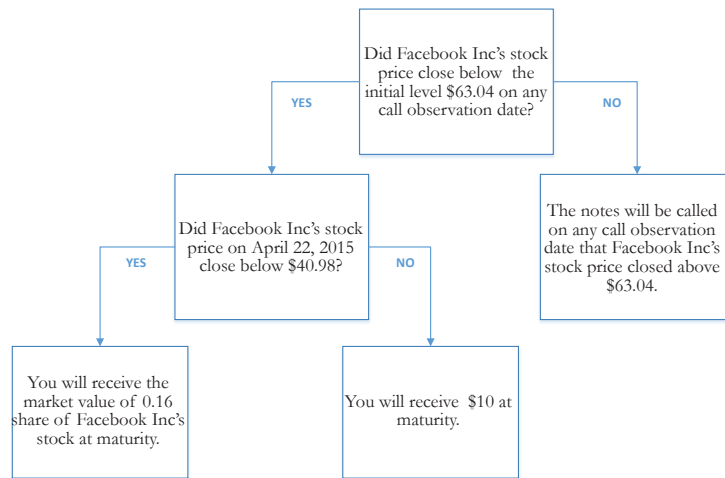 Did Facebook Inc's stock
price close below the
initial level $63.04 on any
call observation date?
YES
NO
Did Facebook Inc's stock
price on April 22, 2015
close below $40.98?
The notes will be called
on any call observation
date that Facebook Inc's
stock price closed above
$63.04.
YES
NO
You will receive the
market value of 0.16
share of Facebook Inc's
stock at maturity.
You will receive $10 at
maturity.